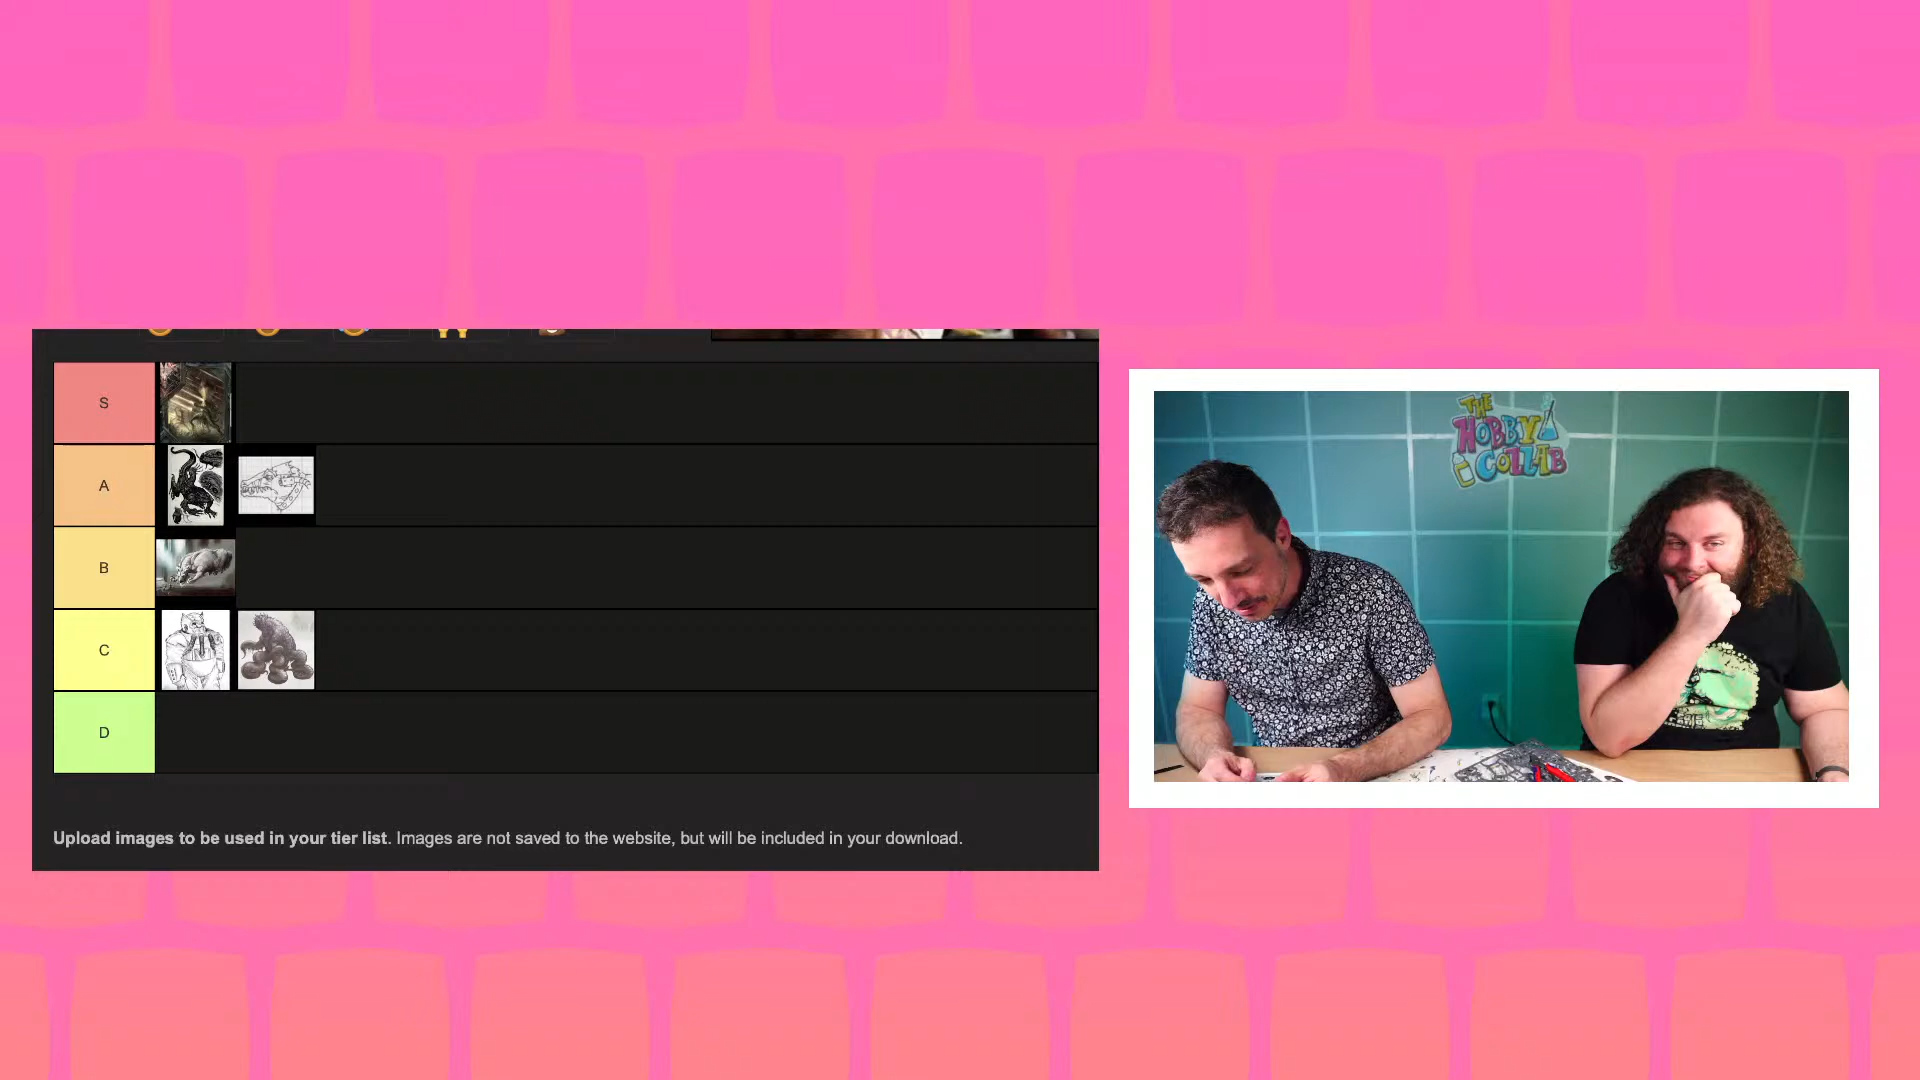 S
A
B
C
D
Upload images to be used in your tier list. Images are not saved to the website, but will be included in your download.
THE
HOBBY
COLLAB